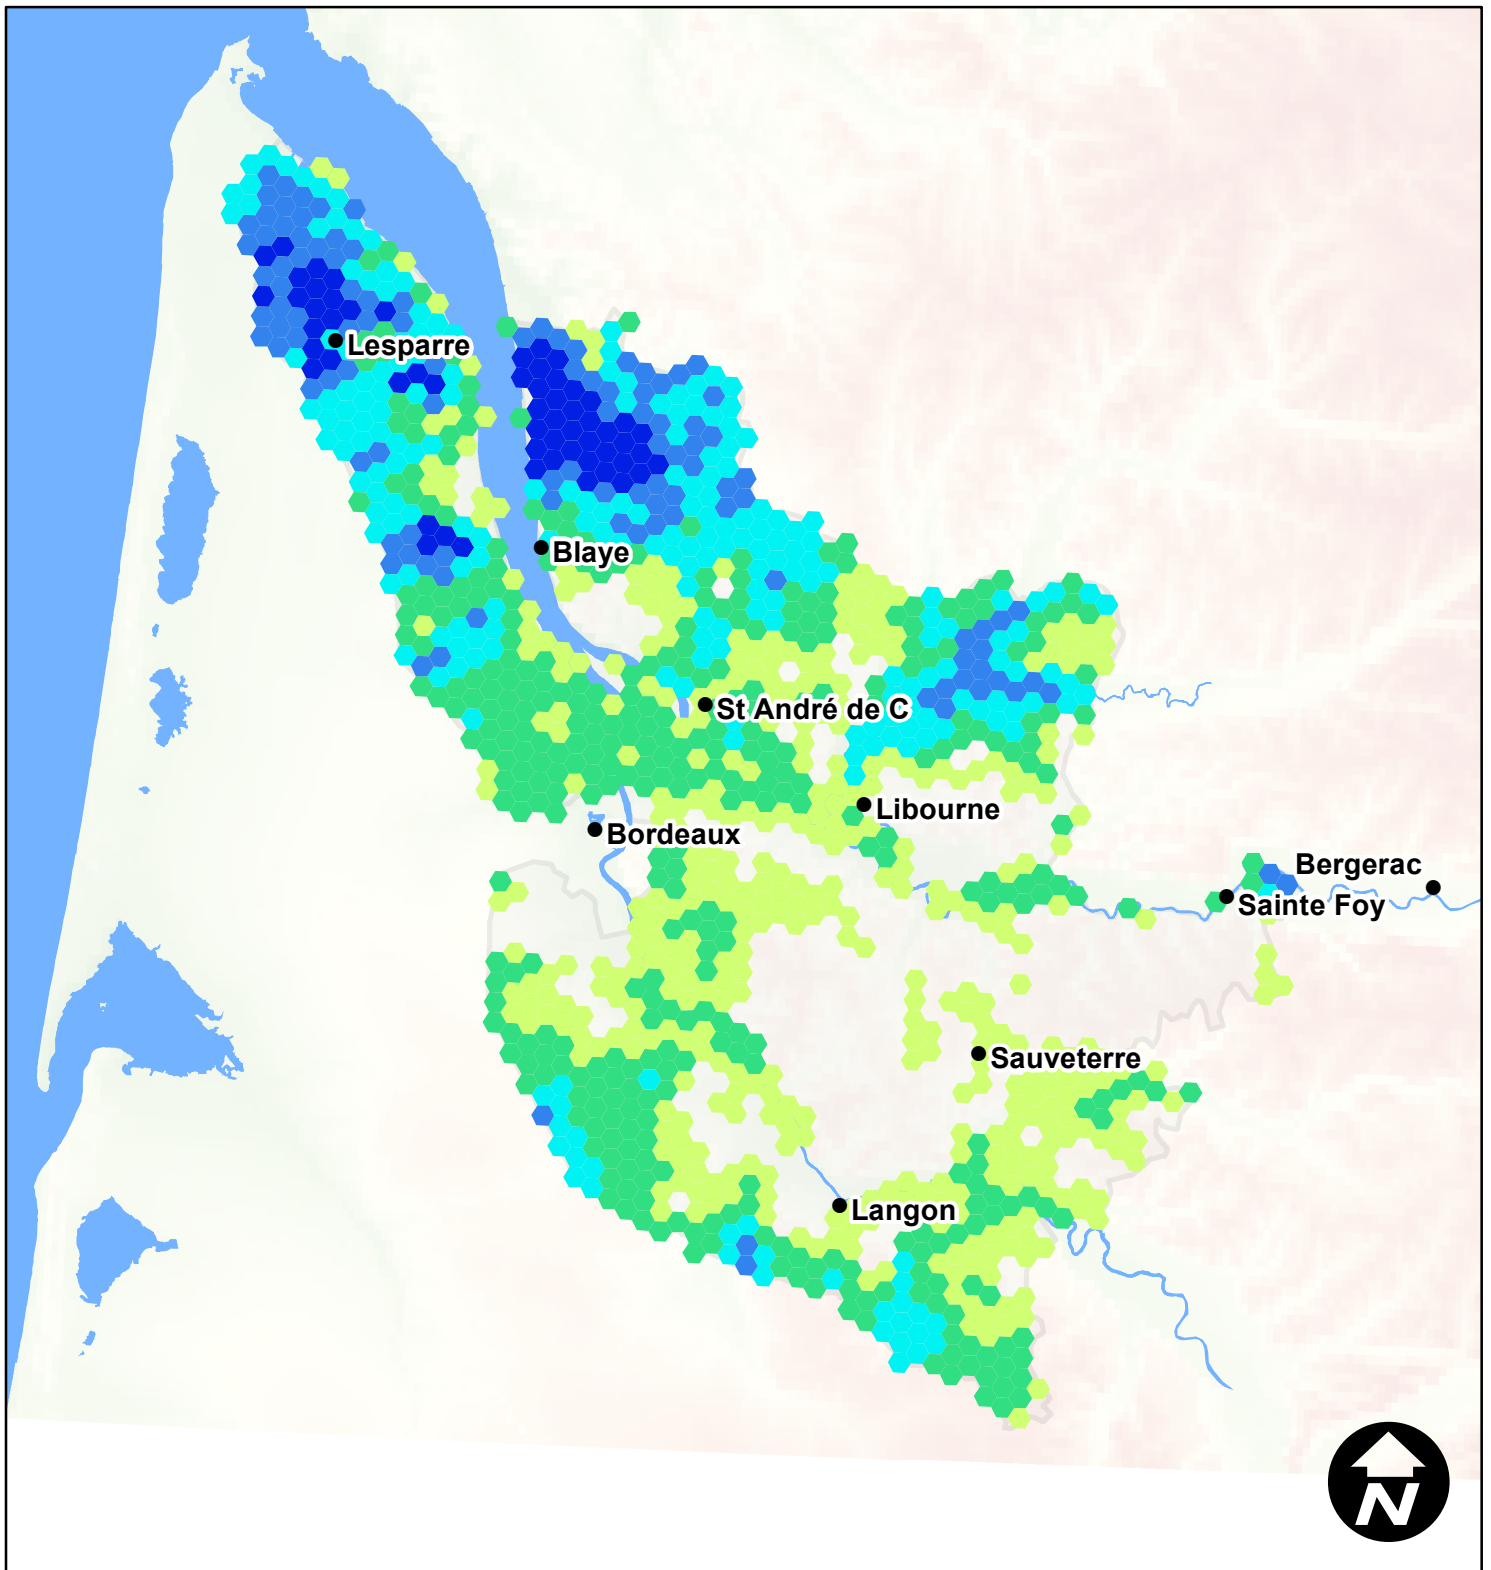 Lesparre
Blaye
St André de C
Libourne
Bordeaux
Bergerac
Sainte Foy
Sauveterre
Langon
N